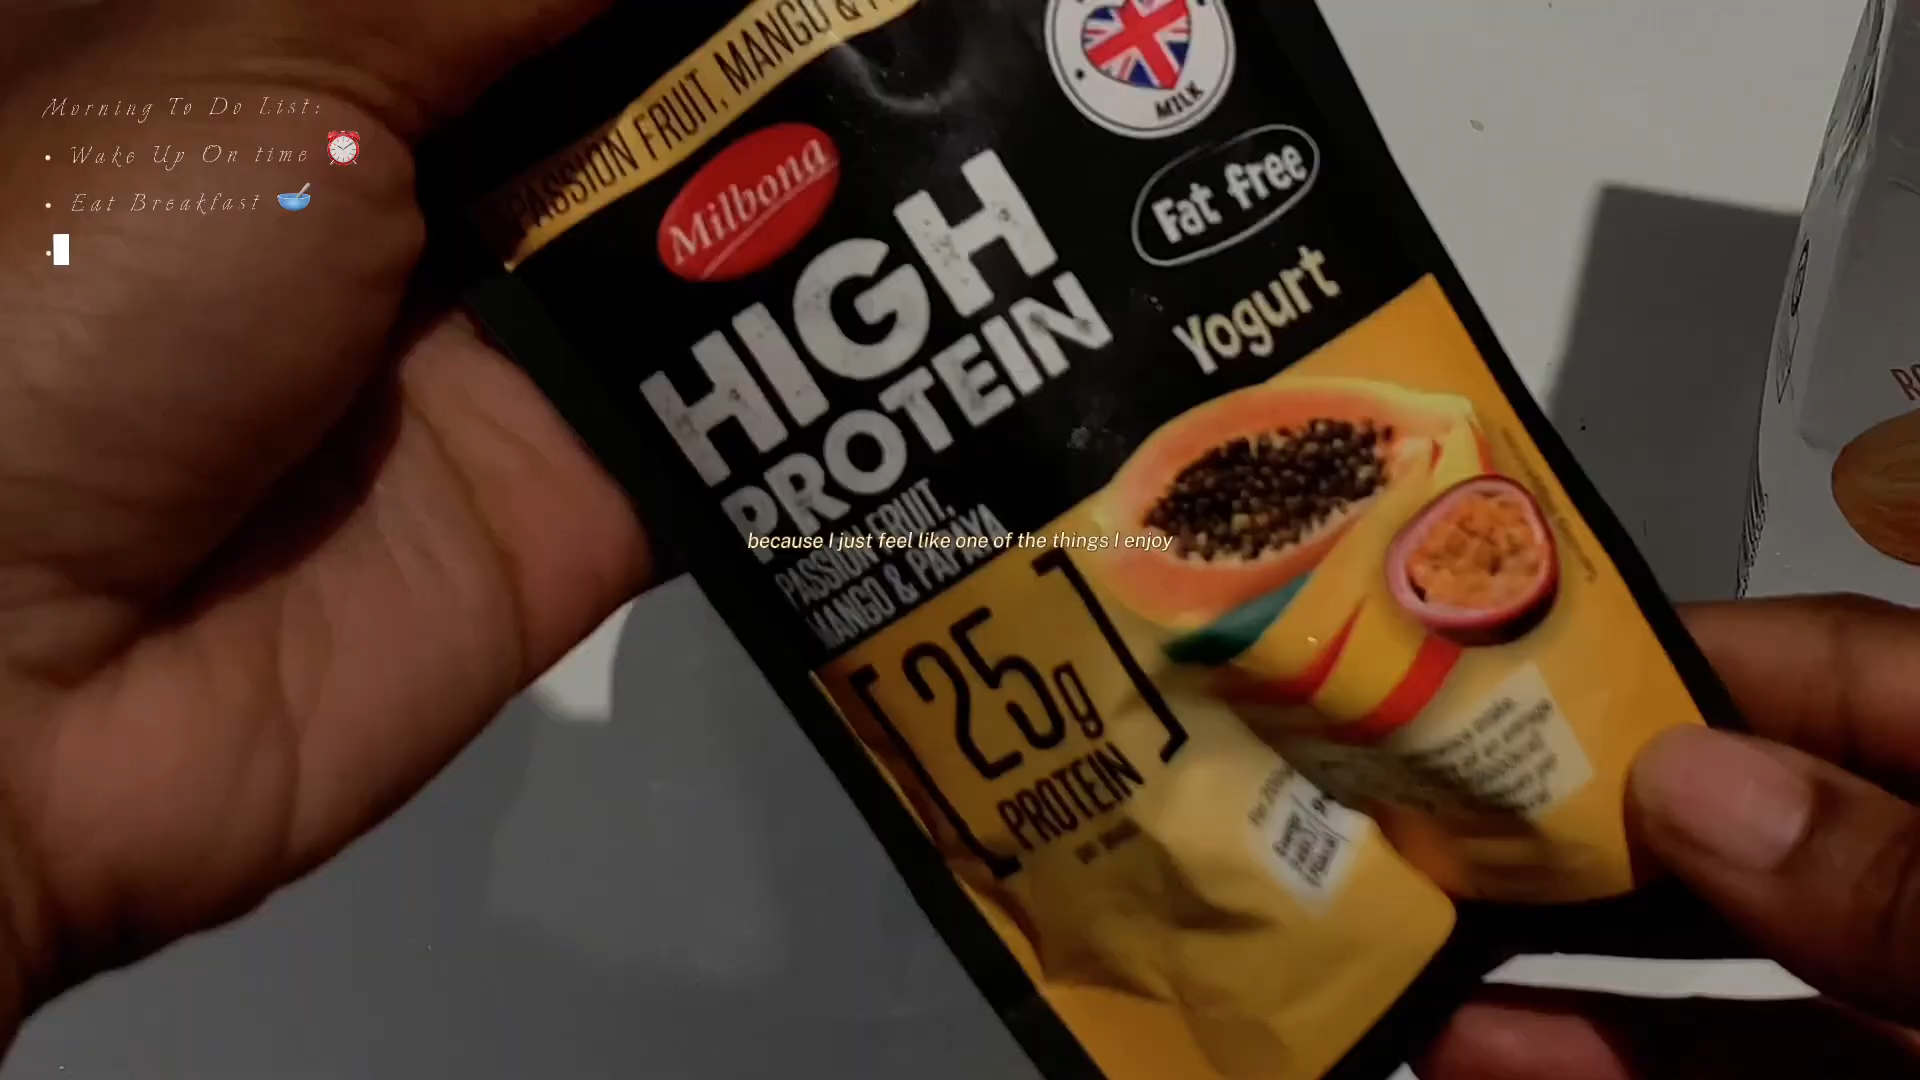 Morning To Do List:
• Wake Up On time ⏰
• Eat Breakfast 🥣
•
PASSION FRUIT, MANGO &
MILK
Milbona
Fat free
HIGH
PROTEIN
Yogurt
PASSION FRUIT,
MANGO & PAPAYA
because I just feel like one of the things I enjoy
[25g
PROTEIN]